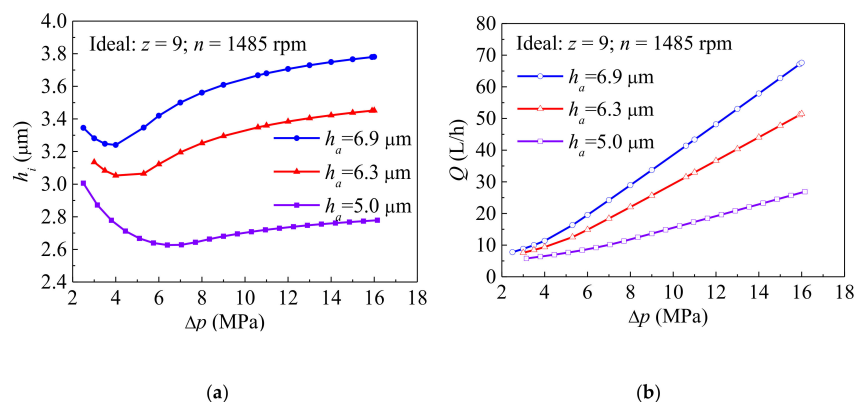 4.0
3.8
3.6
3.4
3.2
3.0
2.8
2.6
2.4
h_i (μm)
Ideal: z = 9; n = 1485 rpm
h_a=6.9 μm
h_a=6.3 μm
h_a=5.0 μm
2 4 6 8 10 12 14 16 18
Δp (MPa)
(a)
80
70
60
50
40
30
20
10
0
Q (L/h)
Ideal: z = 9; n = 1485 rpm
h_a=6.9 μm
h_a=6.3 μm
h_a=5.0 μm
2 4 6 8 10 12 14 16 18
Δp (MPa)
(b)